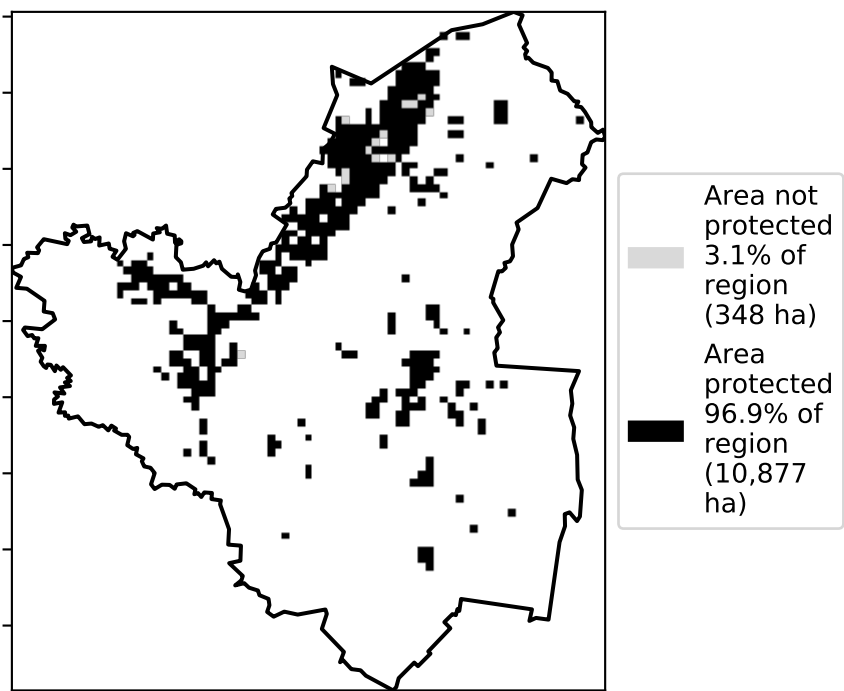 Area not
protected
3.1% of
region
(348 ha)
Area
protected
96.9% of
region
(10,877
ha)